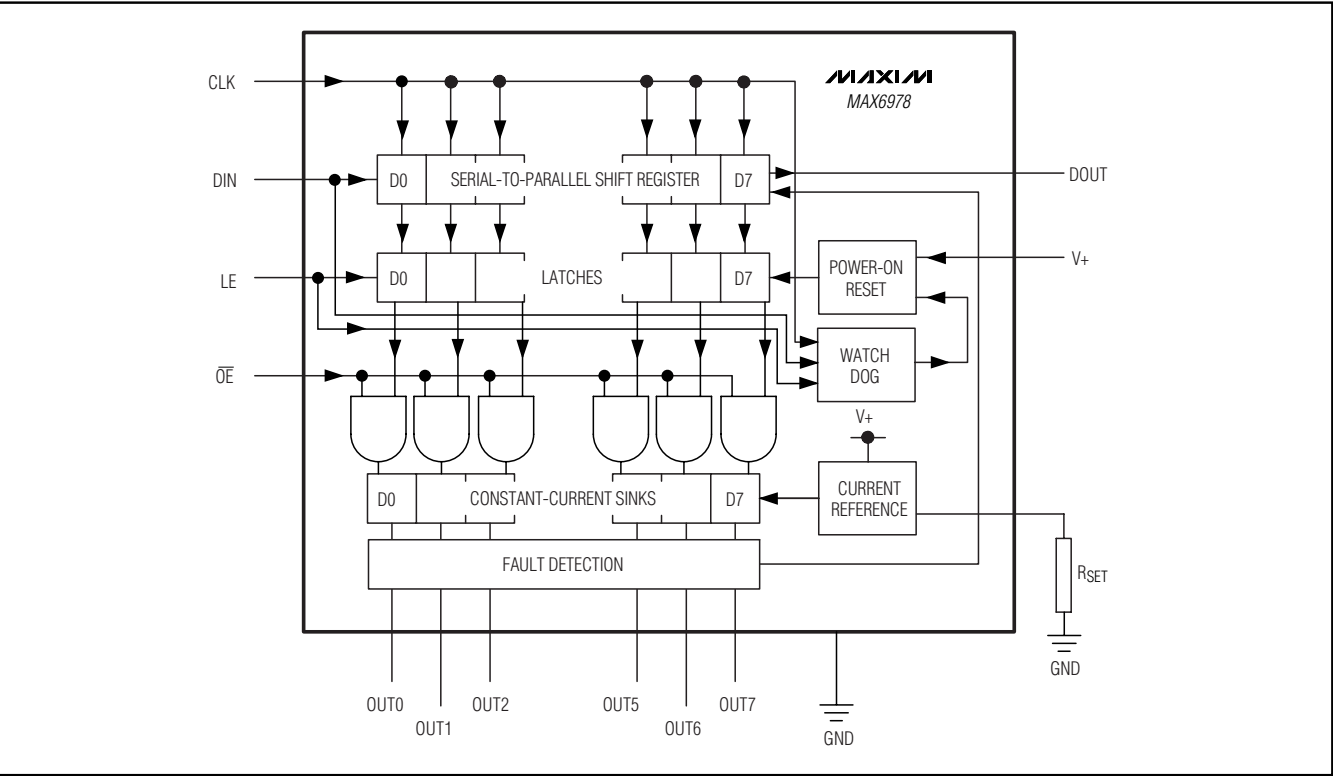 MAXIM
MAX6978
CLK
DIN
D0
SERIAL-TO-PARALLEL SHIFT REGISTER
D7
DOUT
LE
D0
LATCHES
D7
POWER-ON
RESET
V+
WATCH
DOG
O̅E̅
V+
D0
CONSTANT-CURRENT SINKS
D7
CURRENT
REFERENCE
FAULT DETECTION
RSET
GND
OUT0
OUT1
OUT2
OUT5
OUT6
OUT7
GND